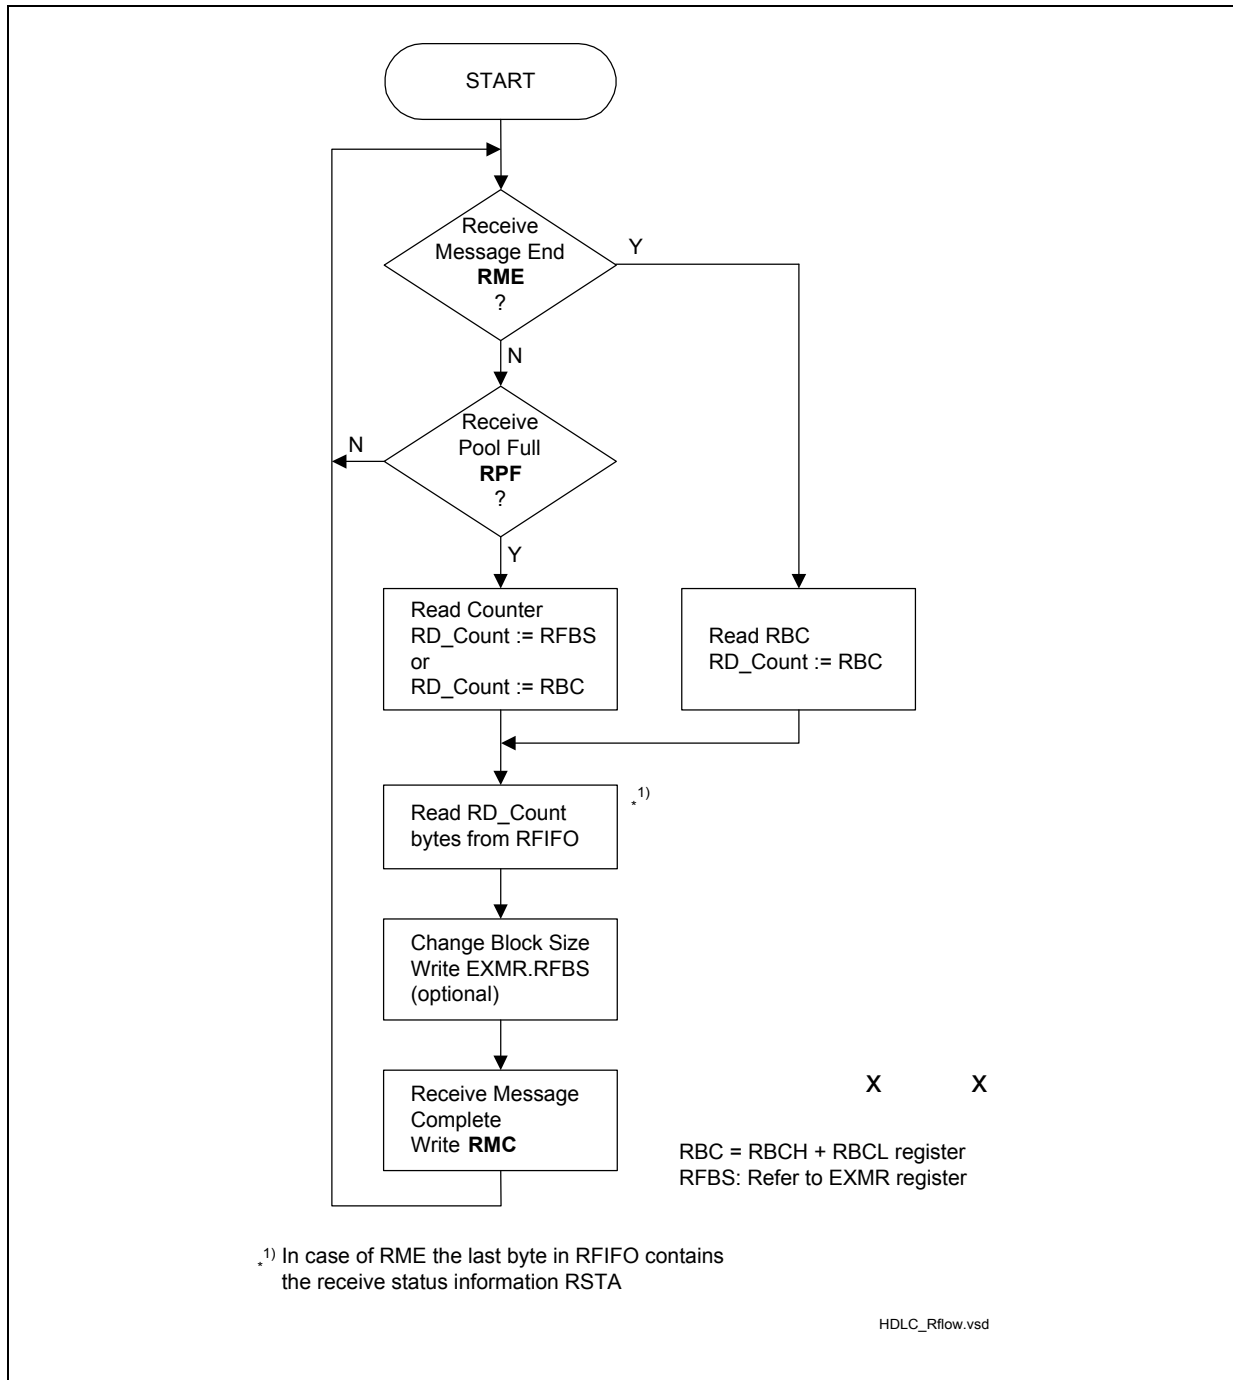 START
Receive
Message End
RME
?
Y
N
Receive
Pool Full
RPF
?
N
Y
Read Counter
RD_Count := RFBS
or
RD_Count := RBC
Read RBC
RD_Count := RBC
Read RD_Count
bytes from RFIFO
*1)
Change Block Size
Write EXMR.RFBS
(optional)
Receive Message
Complete
Write RMC
x x
RBC = RBCH + RBCL register
RFBS: Refer to EXMR register
*1) In case of RME the last byte in RFIFO contains
the receive status information RSTA
HDLC_Rflow.vsd